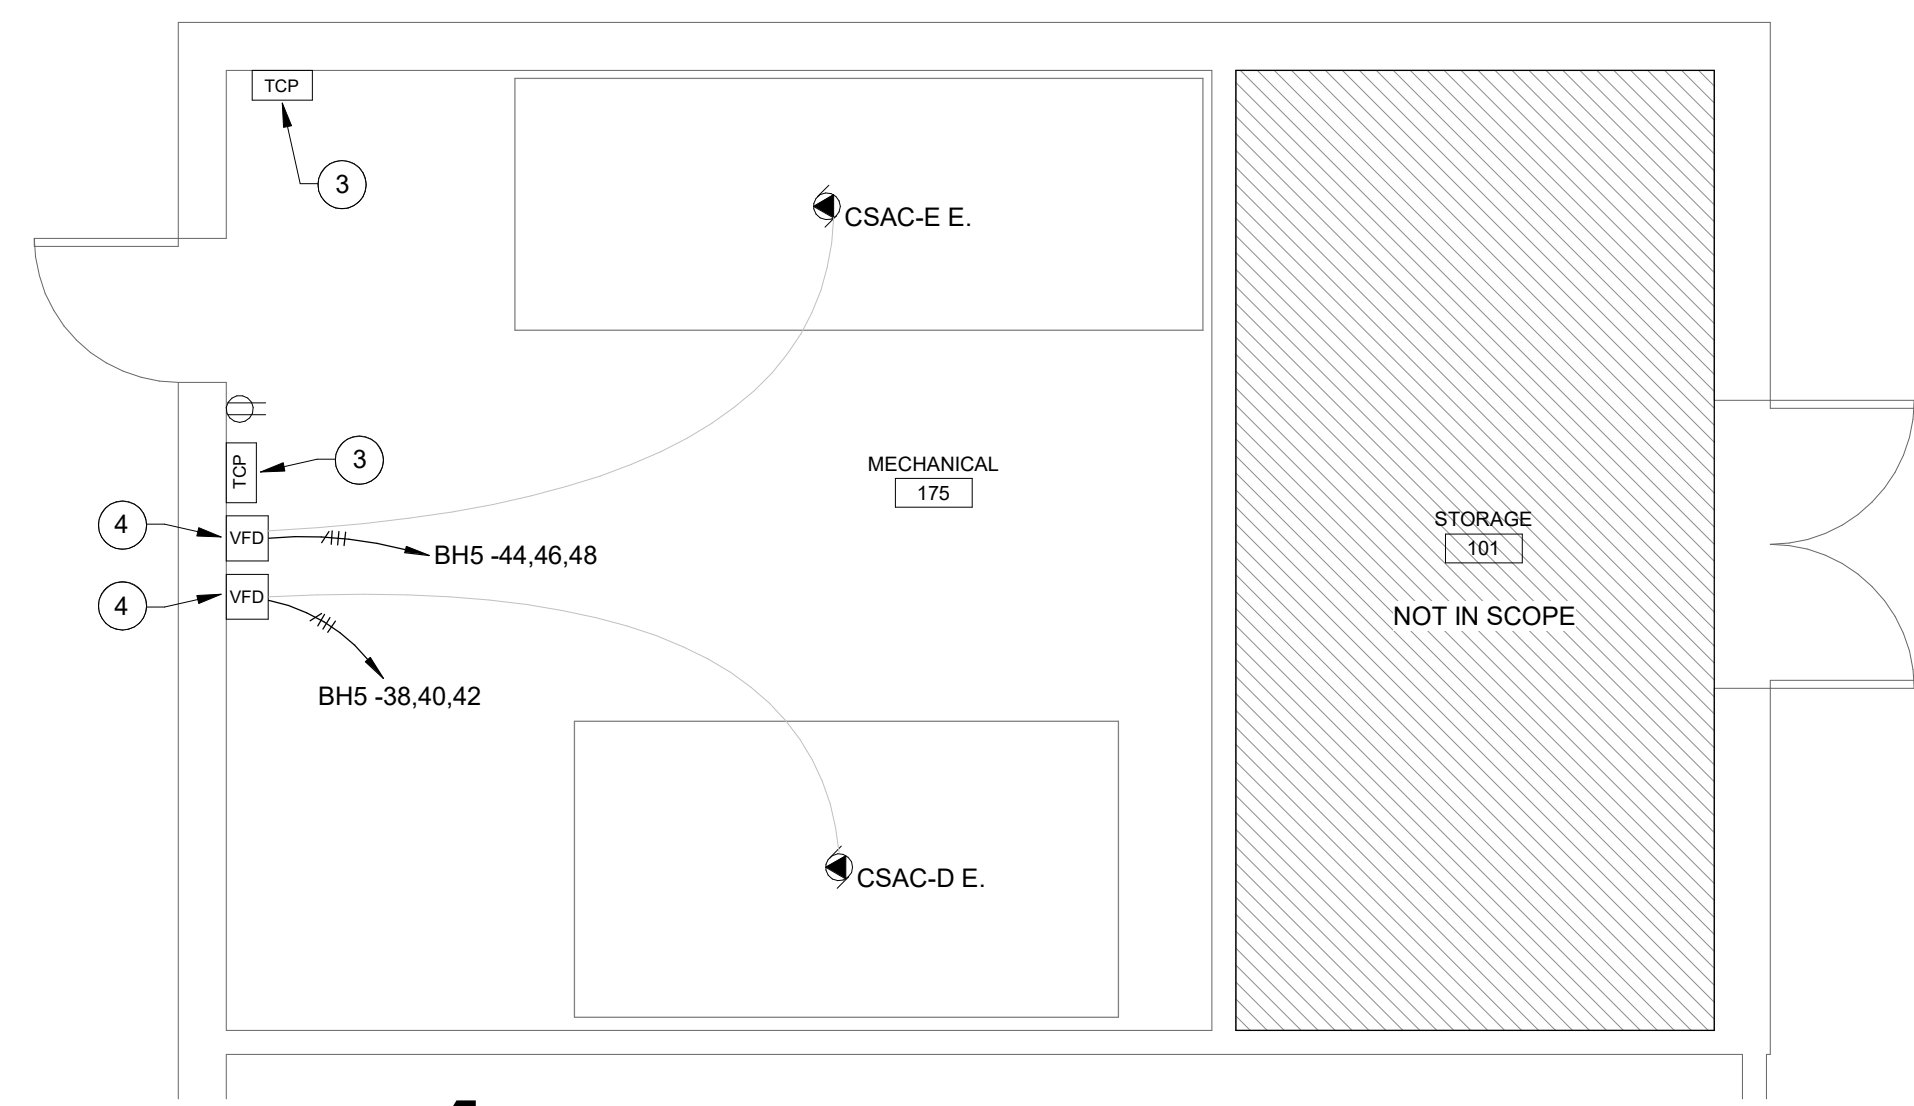 TCP
3
CSAC-E E.
TCP
3
MECHANICAL
175
4
VFD
BH5 -44,46,48
STORAGE
101
4
VFD
NOT IN SCOPE
BH5 -38,40,42
CSAC-D E.